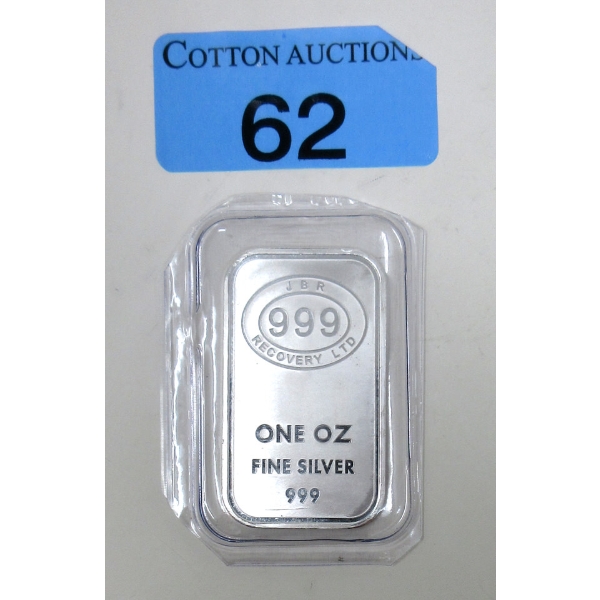 COTTON AUCTIONS
62
JBR
999
RECOVERY LTD
ONE OZ
FINE SILVER
999